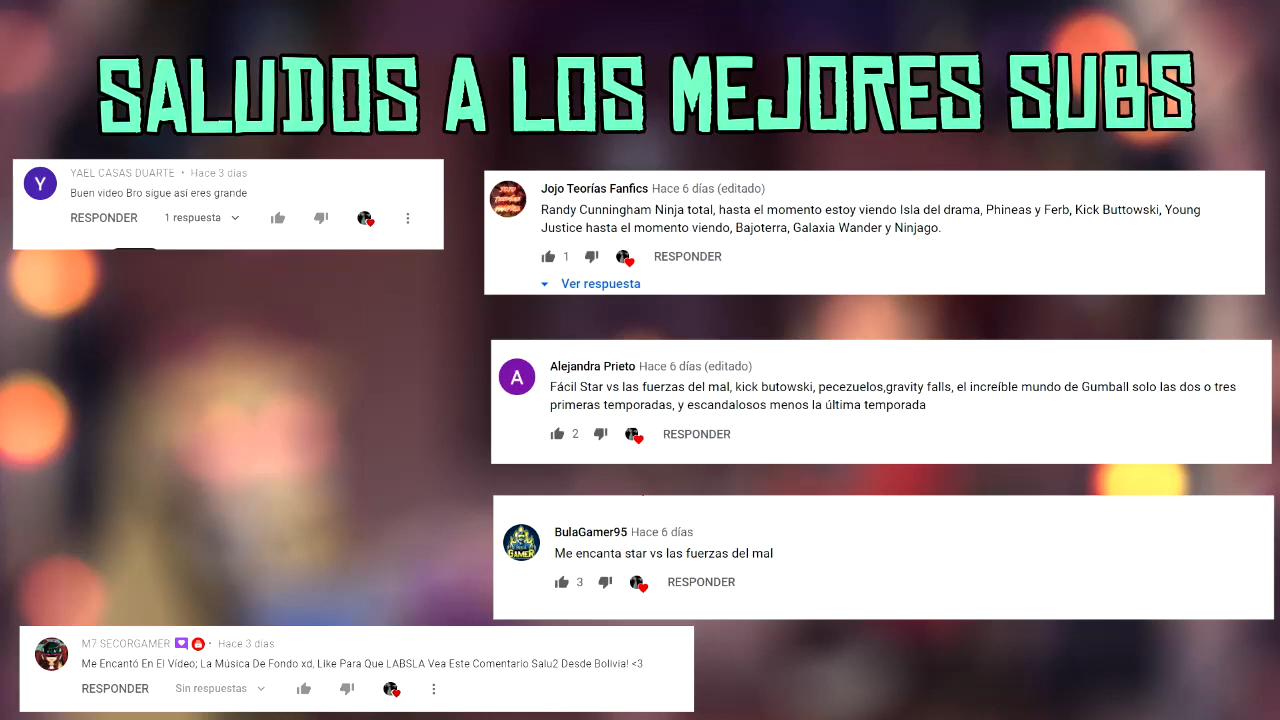 SALUDOS A LOS MEJORES SUBS
Y
YAEL CASAS DUARTE • Hace 3 días
Buen video Bro sigue así eres grande
RESPONDER 1 respuesta
Jojo Teorías Fanfics Hace 6 días (editado)
Randy Cunningham Ninja total, hasta el momento estoy viendo Isla del drama, Phineas y Ferb, Kick Buttowski, Young
Justice hasta el momento viendo, Bajoterra, Galaxia Wander y Ninjago.
1 RESPONDER
Ver respuesta
A
Alejandra Prieto Hace 6 días (editado)
Fácil Star vs las fuerzas del mal, kick butowski, pecezuelos,gravity falls, el increíble mundo de Gumball solo las dos o tres
primeras temporadas, y escandalosos menos la última temporada
2 RESPONDER
GAMER
BulaGamer95 Hace 6 días
Me encanta star vs las fuerzas del mal
3 RESPONDER
M7 SECORGAMER • Hace 3 días
Me Encantó En El Vídeo; La Música De Fondo xd, Like Para Que LABSLA Vea Este Comentario Salu2 Desde Bolivia! <3
RESPONDER Sin respuestas